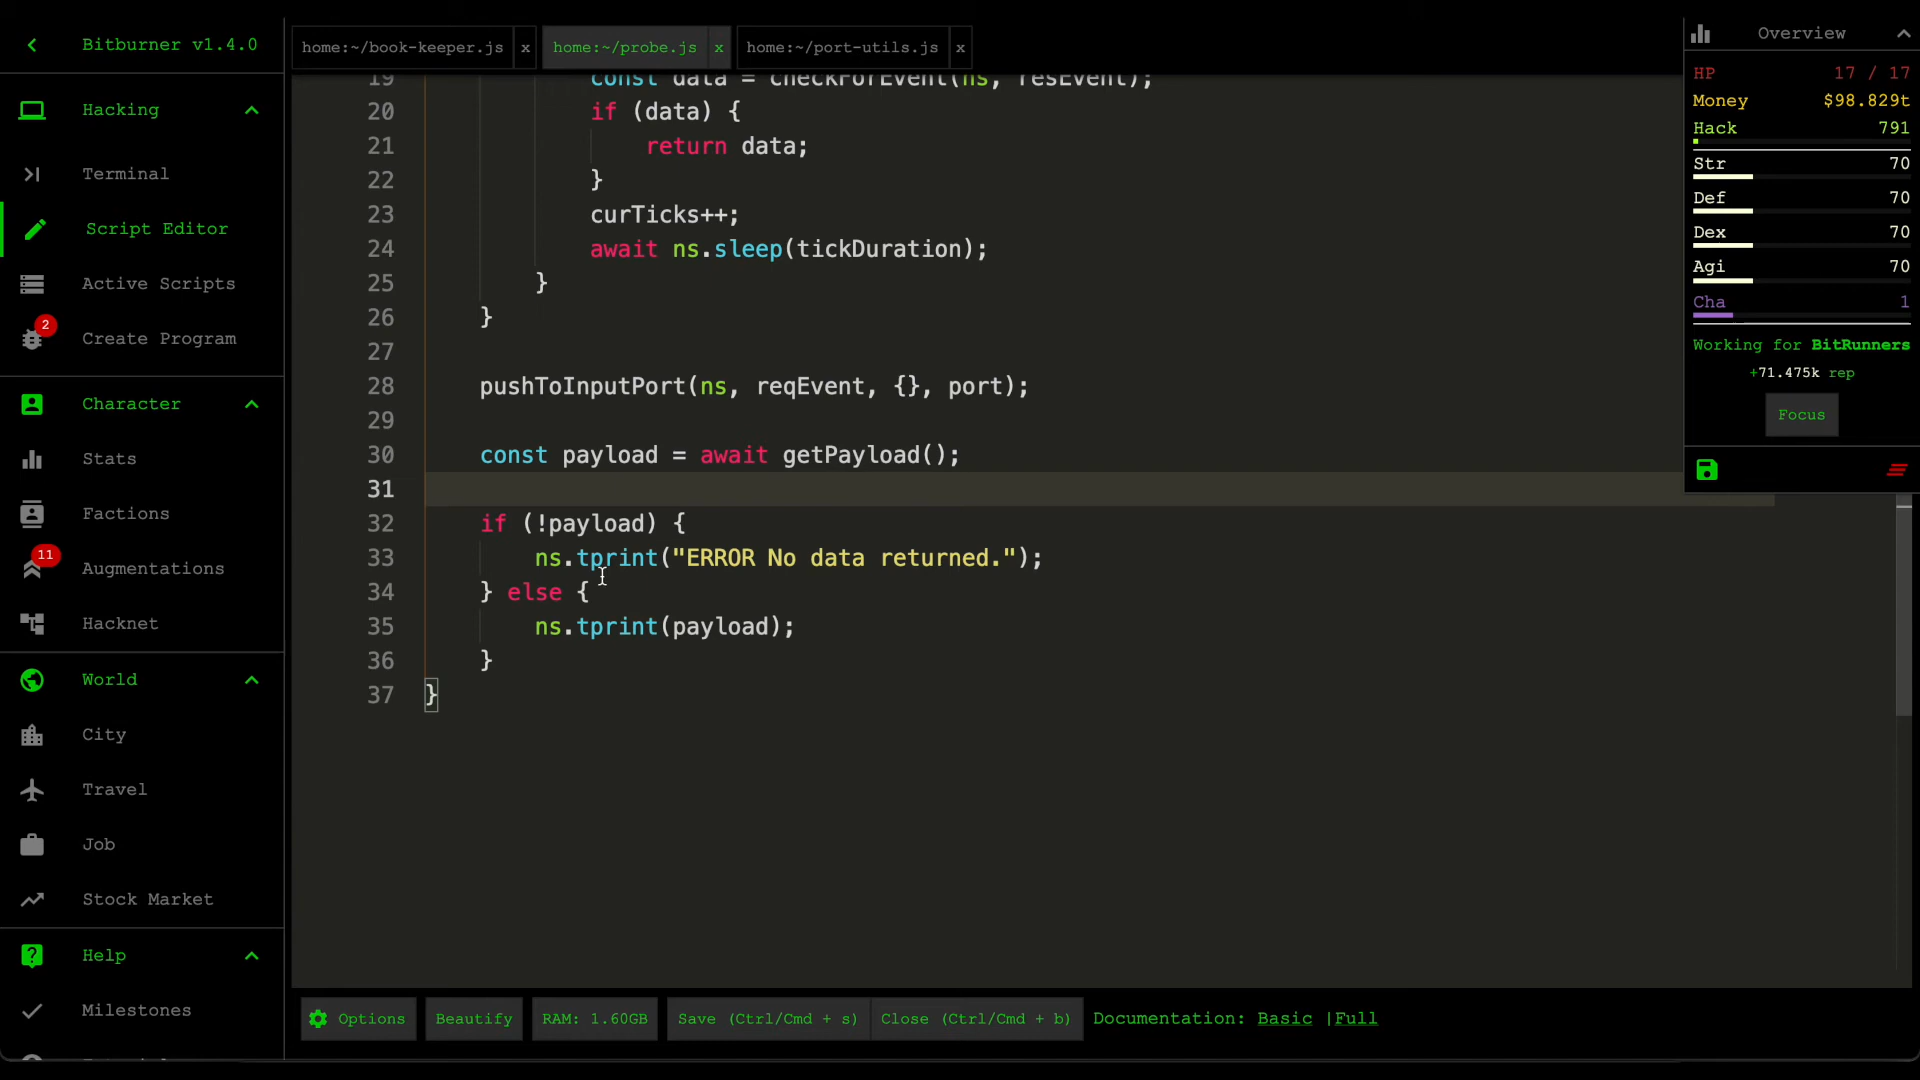 Bitburner v1.4.0
Hacking
Terminal
Script Editor
Active Scripts
2
Create Program
Character
Stats
Factions
11
Augmentations
Hacknet
World
City
Travel
Job
Stock Market
Help
Milestones
home:~/book-keeper.js x
home:~/probe.js x
home:~/port-utils.js x
19 const data = checkForEvent(ns, resEvent);
20 if (data) {
21 return data;
22 }
23 curTicks++;
24 await ns.sleep(tickDuration);
25 }
26 }
27
28 pushToInputPort(ns, reqEvent, {}, port);
29
30 const payload = await getPayload();
31
32 if (!payload) {
33 ns.tprint("ERROR No data returned.");
34 } else {
35 ns.tprint(payload);
36 }
37 }
Options
Beautify
RAM: 1.60GB
Save (Ctrl/Cmd + s)
Close (Ctrl/Cmd + b)
Documentation: Basic |Full
Overview
HP 17 / 17
Money $98.829t
Hack 791
Str 70
Def 70
Dex 70
Agi 70
Cha 1
Working for BitRunners
+71.475k rep
Focus